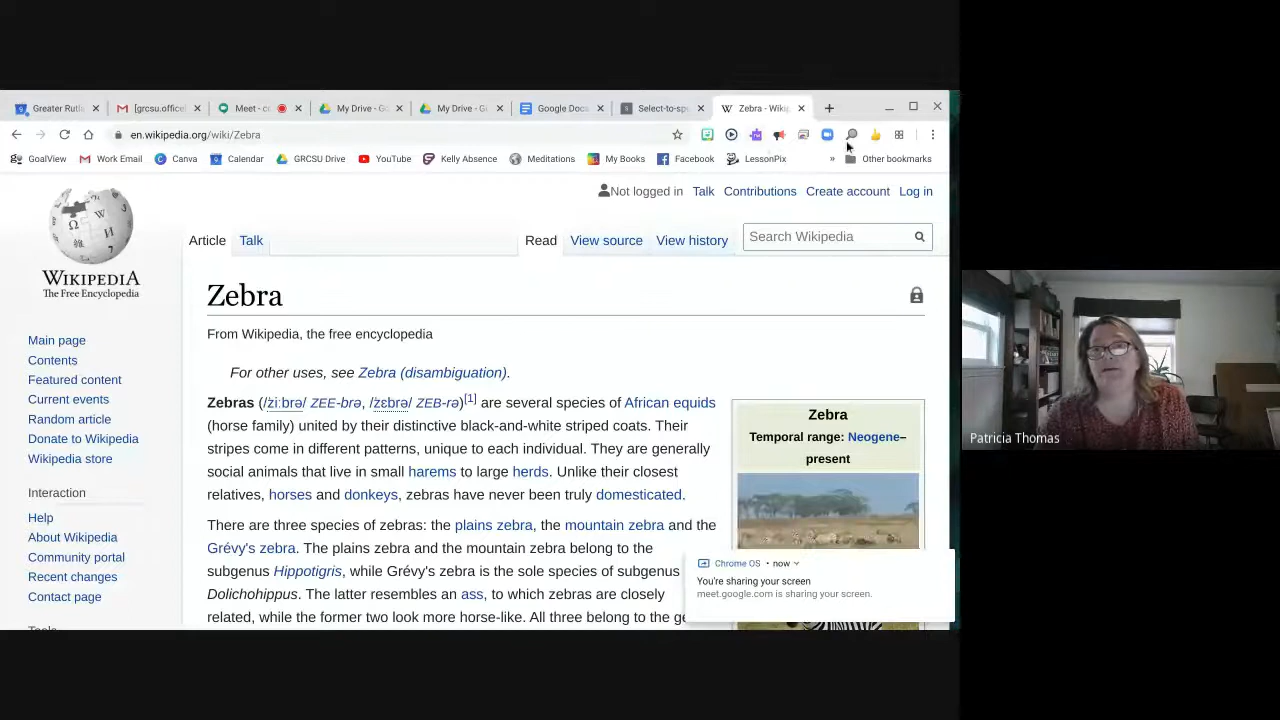 Greater Rutla
[grcsu.officel
Meet - c
My Drive - Go
My Drive - G
Google Docs
Select-to-sp
Zebra - Wikip
en.wikipedia.org/wiki/Zebra
GoalView
Work Email
Canva
Calendar
GRCSU Drive
YouTube
Kelly Absence
Meditations
My Books
Facebook
LessonPix
»
Other bookmarks
Not logged in Talk Contributions Create account Log in
Article Talk
Read View source View history
Search Wikipedia
WIKIPEDIA
The Free Encyclopedia
Main page
Contents
Featured content
Current events
Random article
Donate to Wikipedia
Wikipedia store
Interaction
Help
About Wikipedia
Community portal
Recent changes
Contact page
Tools
Zebra
From Wikipedia, the free encyclopedia
For other uses, see Zebra (disambiguation).
Zebras (/ˈziːbrə/ ZEE-brə, /ˈzɛbrə/ ZEB-rə)[1] are several species of African equids
(horse family) united by their distinctive black-and-white striped coats. Their
stripes come in different patterns, unique to each individual. They are generally
social animals that live in small harems to large herds. Unlike their closest
relatives, horses and donkeys, zebras have never been truly domesticated.
There are three species of zebras: the plains zebra, the mountain zebra and the
Grévy's zebra. The plains zebra and the mountain zebra belong to the
subgenus Hippotigris, while Grévy's zebra is the sole species of subgenus
Dolichohippus. The latter resembles an ass, to which zebras are closely
related, while the former two look more horse-like. All three belong to the ge
Zebra
Temporal range: Neogene–
present
Chrome OS • now
You're sharing your screen
meet.google.com is sharing your screen.
Patricia Thomas